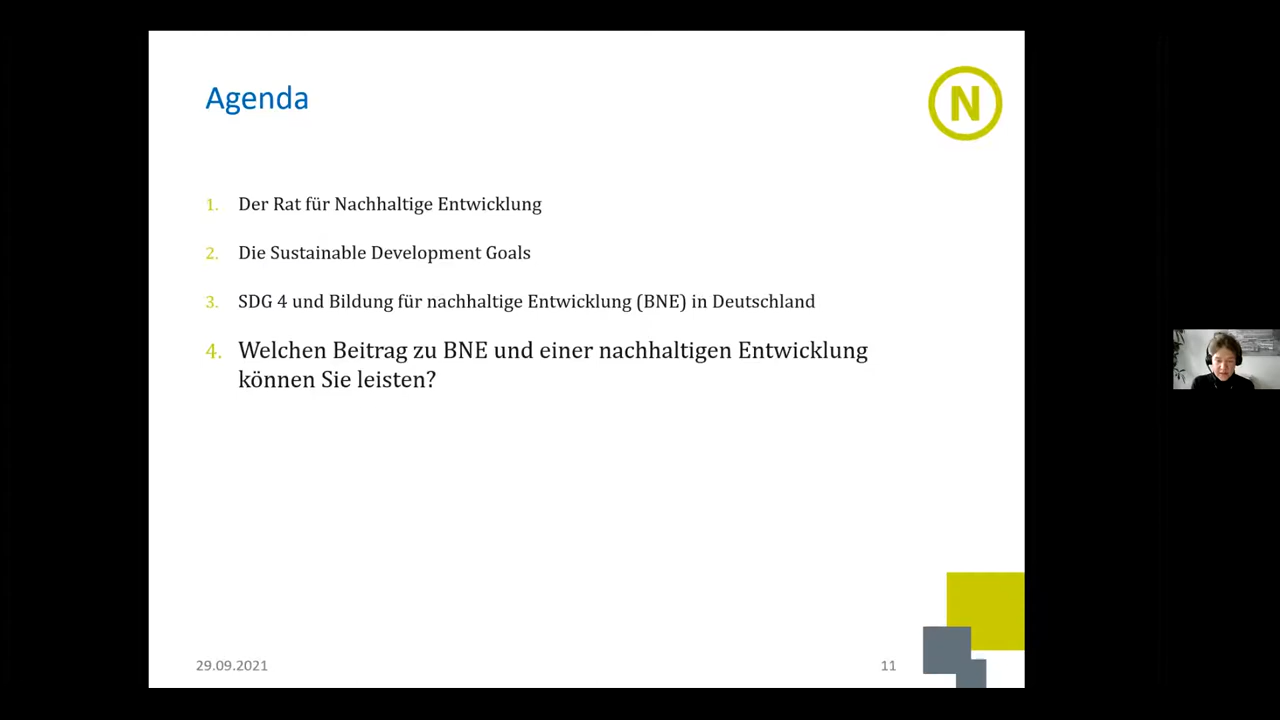 Agenda
N
1. Der Rat für Nachhaltige Entwicklung
2. Die Sustainable Development Goals
3. SDG 4 und Bildung für nachhaltige Entwicklung (BNE) in Deutschland
4. Welchen Beitrag zu BNE und einer nachhaltigen Entwicklung
können Sie leisten?
29.09.2021
11